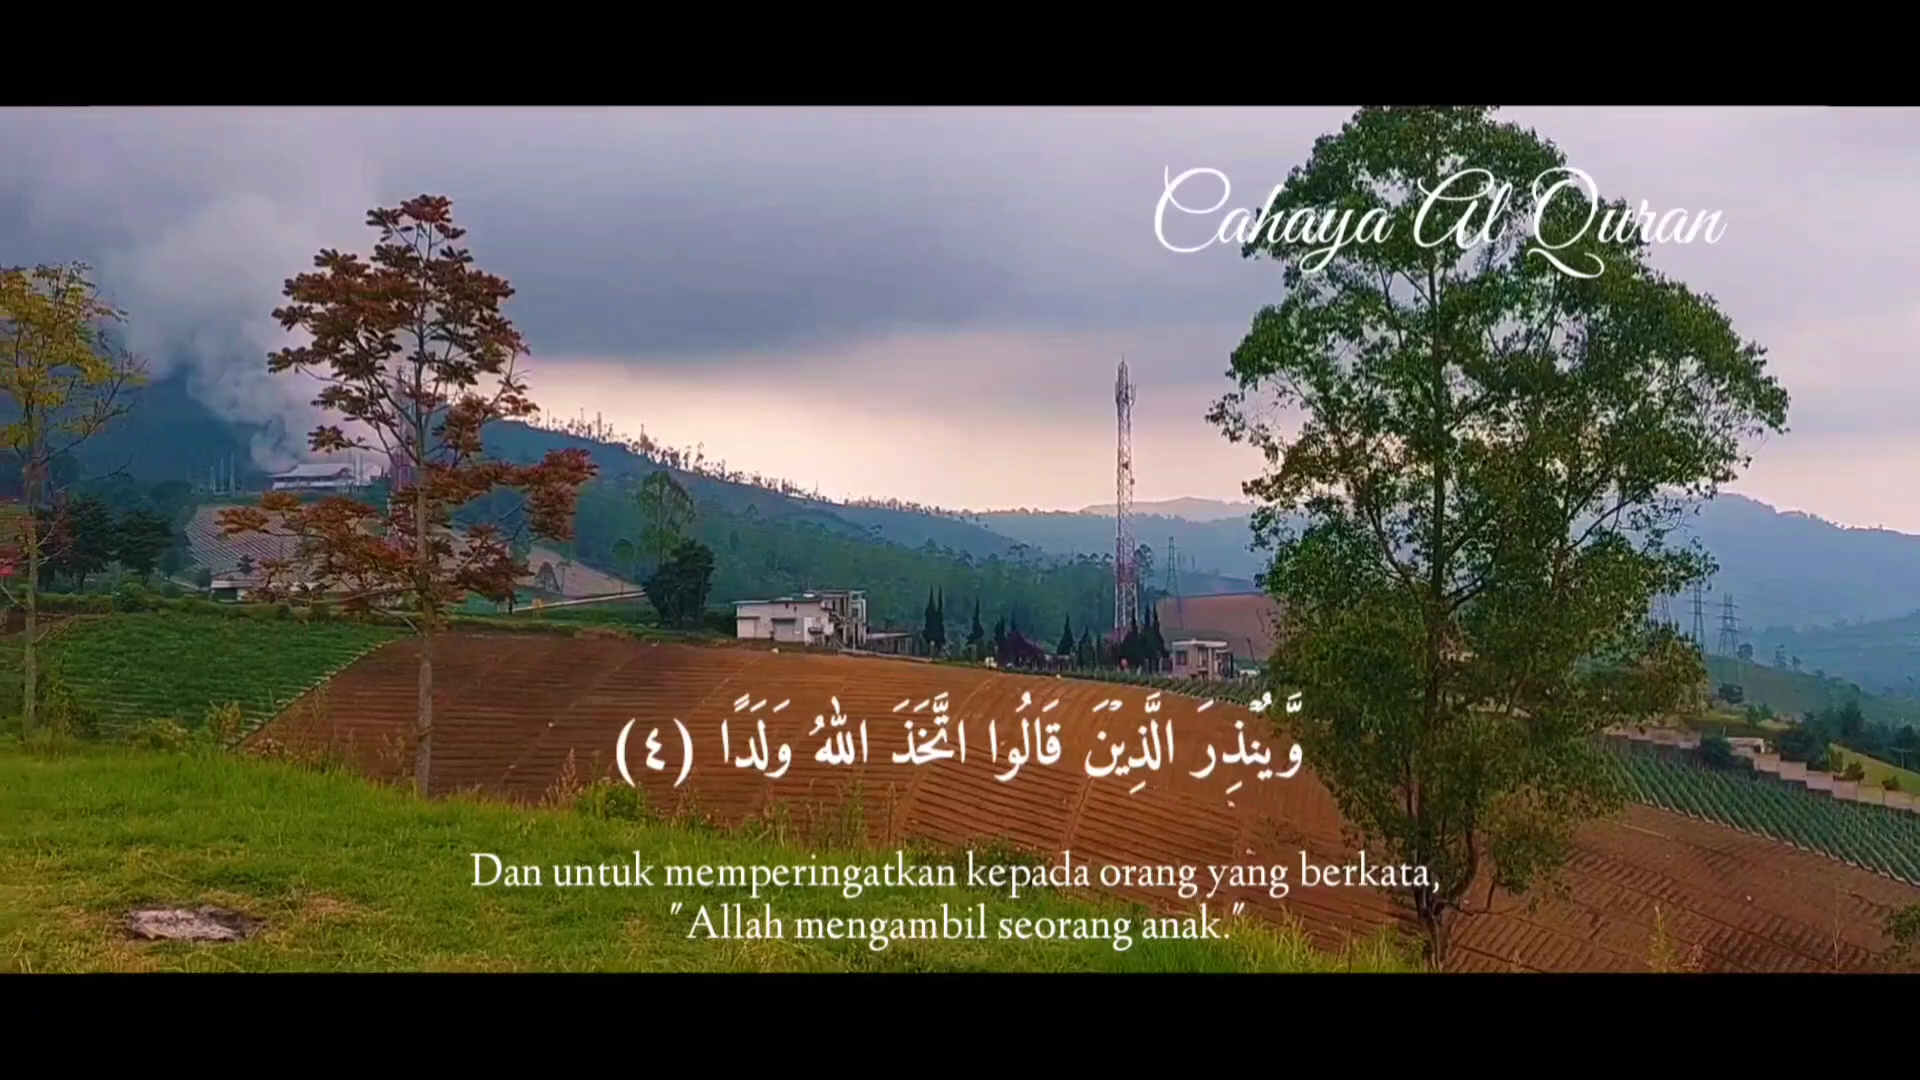 Cahaya Al Quran
وَّيُنْذِرَ الَّذِيْنَ قَالُوا اتَّخَذَ اللّٰهُ وَلَدًا (٤)
Dan untuk memperingatkan kepada orang yang berkata,
"Allah mengambil seorang anak."